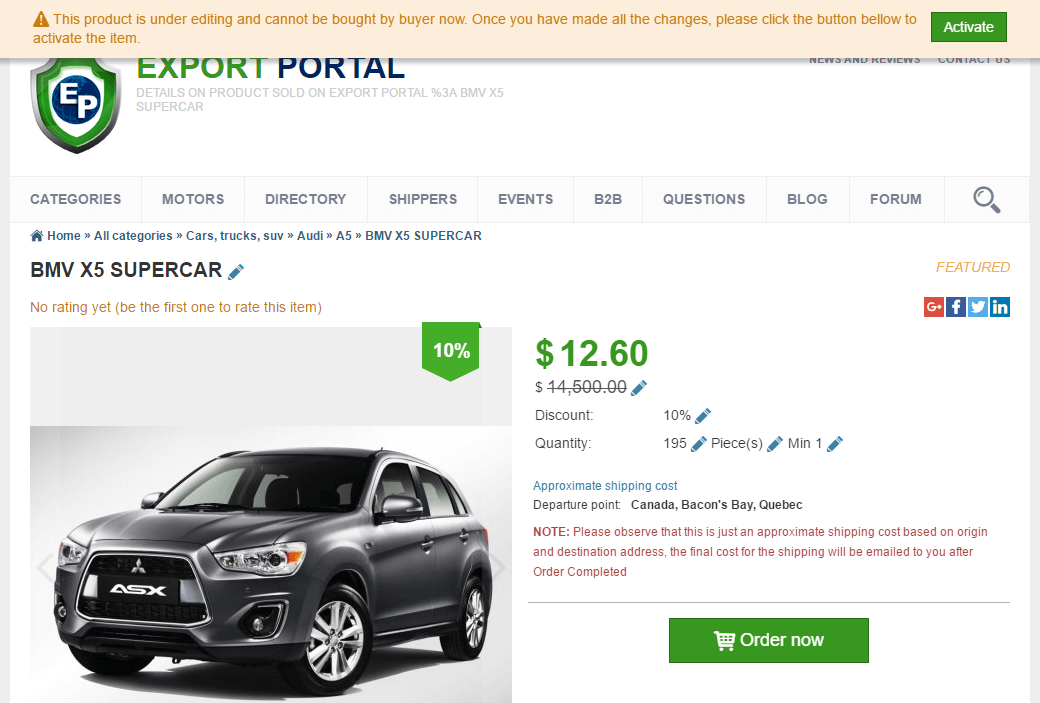 This product is under editing and cannot be bought by buyer now. Once you have made all the changes, please click the button bellow to
activate the item.
Activate
NEWS AND REVIEWS CONTACT US
EXPORT PORTAL
EP
DETAILS ON PRODUCT SOLD ON EXPORT PORTAL %3A BMV X5
SUPERCAR
CATEGORIES MOTORS DIRECTORY SHIPPERS EVENTS B2B QUESTIONS BLOG FORUM
Home » All categories » Cars, trucks, suv » Audi » A5 » BMV X5 SUPERCAR
BMV X5 SUPERCAR
FEATURED
No rating yet (be the first one to rate this item)
G+ f in
10%
$ 12.60
$ 14,500.00
Discount: 10%
Quantity: 195 Piece(s) Min 1
Approximate shipping cost
Departure point: Canada, Bacon's Bay, Quebec
NOTE: Please observe that this is just an approximate shipping cost based on origin
and destination address, the final cost for the shipping will be emailed to you after
Order Completed
Order now
ASX